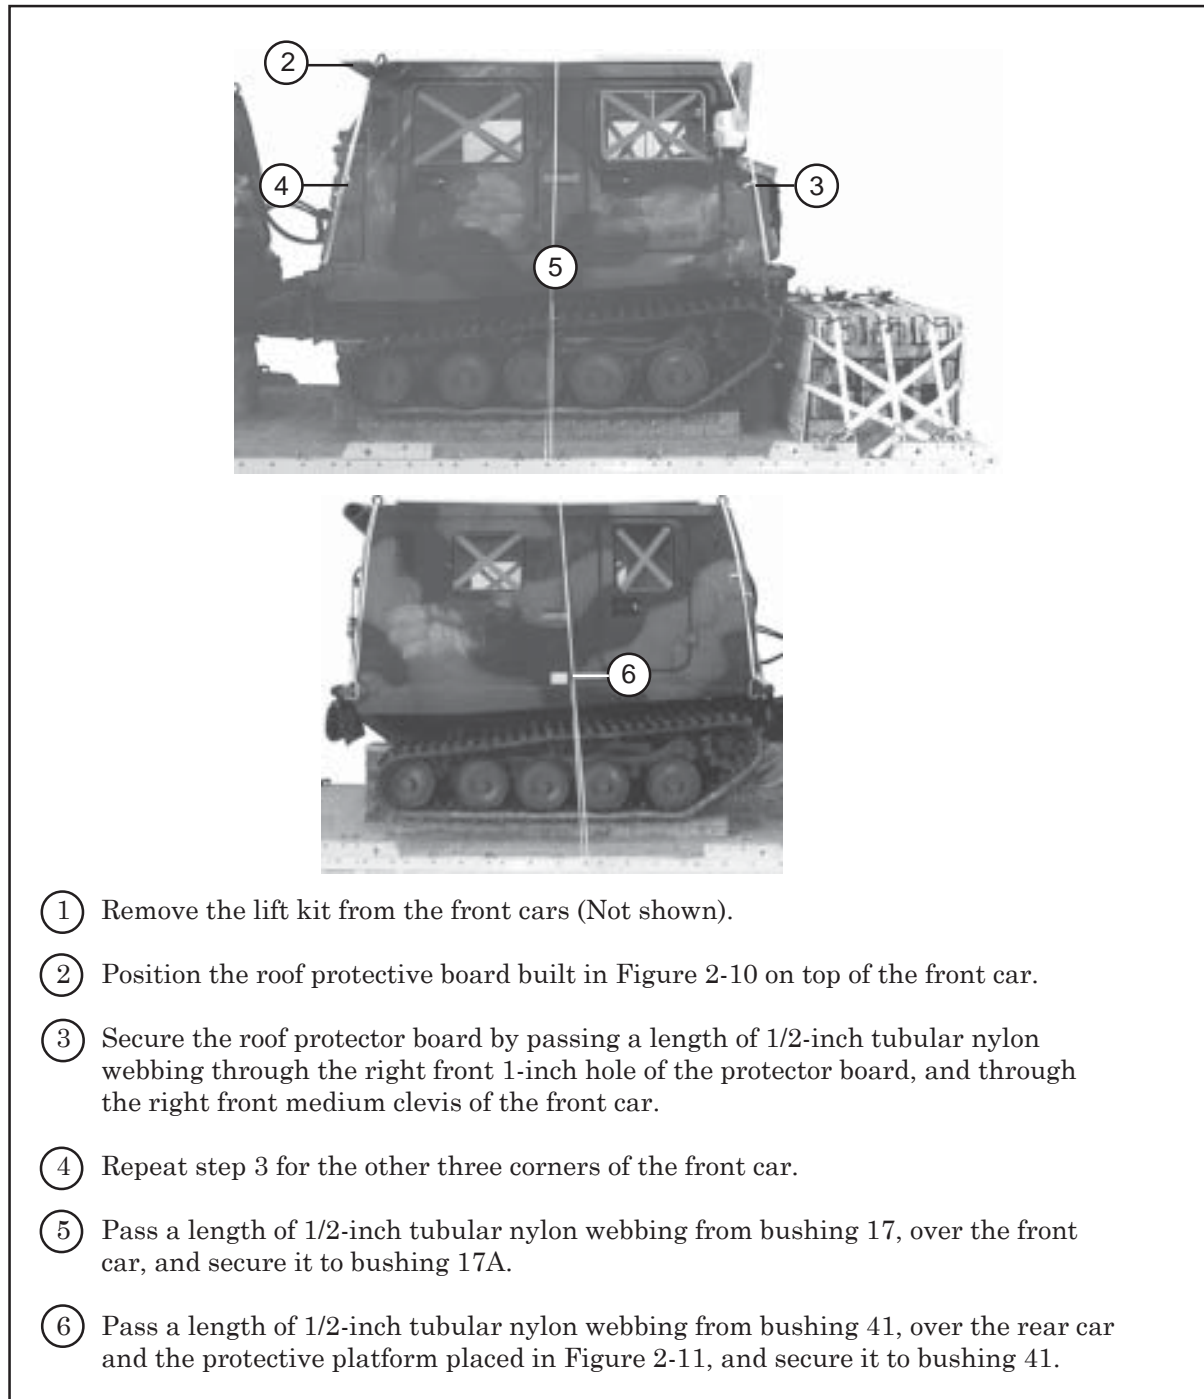 2
4
3
5
6
1 Remove the lift kit from the front cars (Not shown).
2 Position the roof protective board built in Figure 2-10 on top of the front car.
3 Secure the roof protector board by passing a length of 1/2-inch tubular nylon
webbing through the right front 1-inch hole of the protector board, and through
the right front medium clevis of the front car.
4 Repeat step 3 for the other three corners of the front car.
5 Pass a length of 1/2-inch tubular nylon webbing from bushing 17, over the front
car, and secure it to bushing 17A.
6 Pass a length of 1/2-inch tubular nylon webbing from bushing 41, over the rear car
and the protective platform placed in Figure 2-11, and secure it to bushing 41.